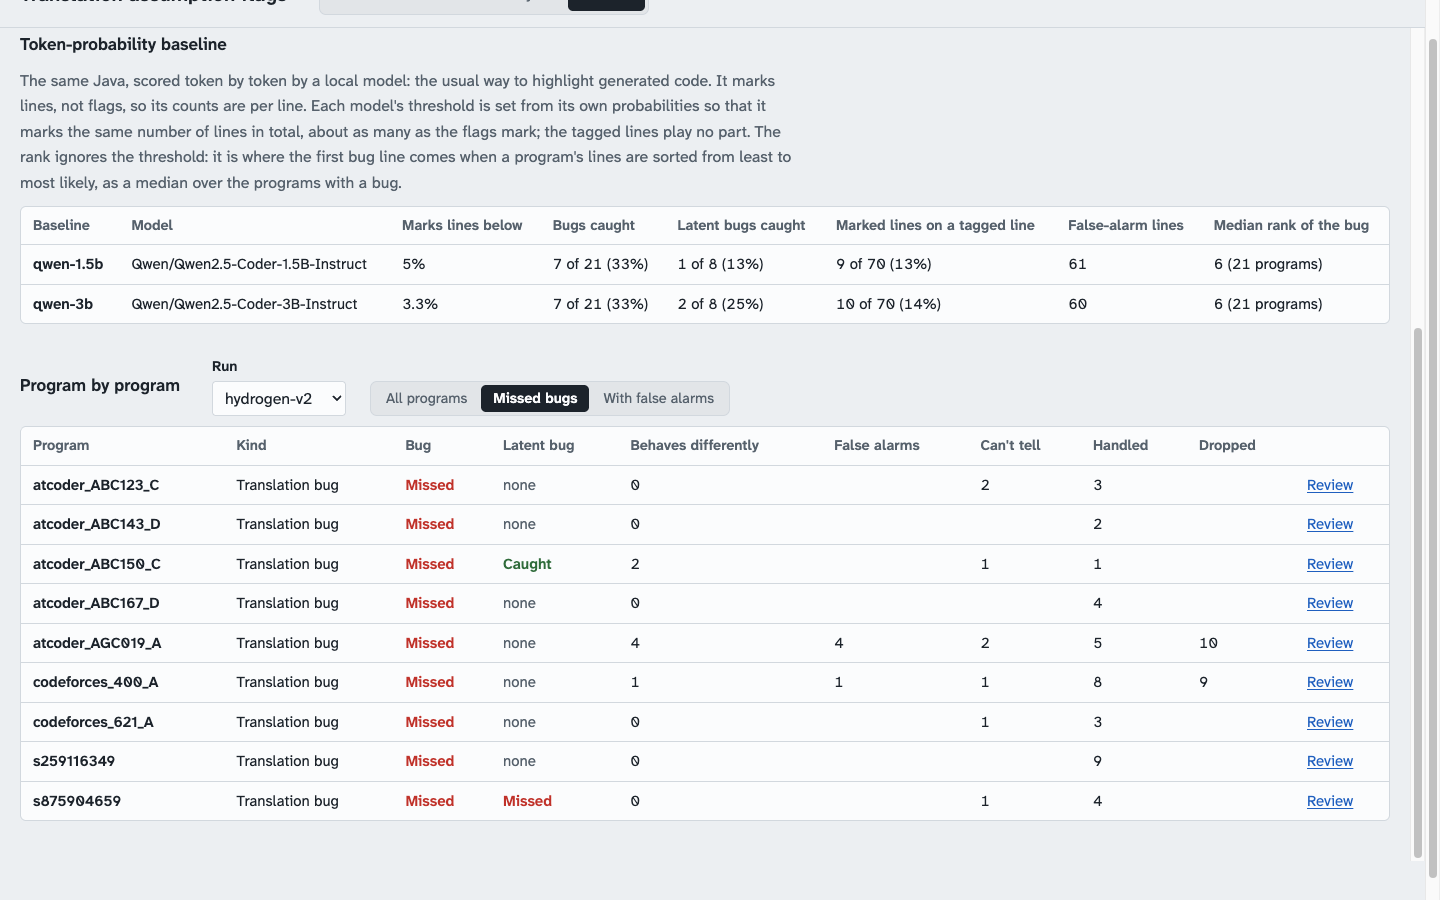 Token-probability baseline
The same Java, scored token by token by a local model: the usual way to highlight generated code. It marks
lines, not flags, so its counts are per line. Each model's threshold is set from its own probabilities so that it
marks the same number of lines in total, about as many as the flags mark; the tagged lines play no part. The
rank ignores the threshold: it is where the first bug line comes when a program's lines are sorted from least to
most likely, as a median over the programs with a bug.
Baseline Model Marks lines below Bugs caught Latent bugs caught Marked lines on a tagged line False-alarm lines Median rank of the bug
qwen-1.5b Qwen/Qwen2.5-Coder-1.5B-Instruct 5% 7 of 21 (33%) 1 of 8 (13%) 9 of 70 (13%) 61 6 (21 programs)
qwen-3b Qwen/Qwen2.5-Coder-3B-Instruct 3.3% 7 of 21 (33%) 2 of 8 (25%) 10 of 70 (14%) 60 6 (21 programs)
Run
Program by program hydrogen-v2 All programs Missed bugs With false alarms
Program Kind Bug Latent bug Behaves differently False alarms Can't tell Handled Dropped
atcoder_ABC123_C Translation bug Missed none 0 2 3 Review
atcoder_ABC143_D Translation bug Missed none 0 2 Review
atcoder_ABC150_C Translation bug Missed Caught 2 1 1 Review
atcoder_ABC167_D Translation bug Missed none 0 4 Review
atcoder_AGC019_A Translation bug Missed none 4 4 2 5 10 Review
codeforces_400_A Translation bug Missed none 1 1 1 8 9 Review
codeforces_621_A Translation bug Missed none 0 1 3 Review
s259116349 Translation bug Missed none 0 9 Review
s875904659 Translation bug Missed Missed 0 1 4 Review